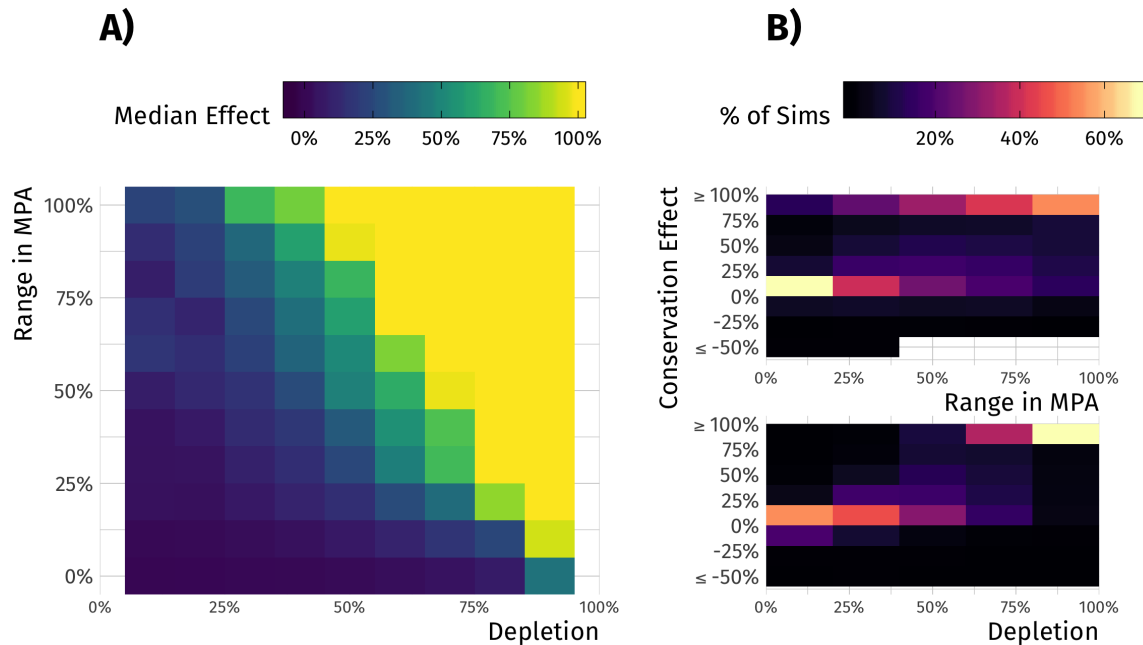 A)
B)
Median Effect
0% 25% 50% 75% 100%
% of Sims
20% 40% 60%
Range in MPA
100%
75%
50%
25%
0%
0% 25% 50% 75% 100%
Depletion
Conservation Effect
≥ 100%
75%
50%
25%
0%
-25%
≤ -50%
0% 25% 50% 75% 100%
Range in MPA
≥ 100%
75%
50%
25%
0%
-25%
≤ -50%
0% 25% 50% 75% 100%
Depletion